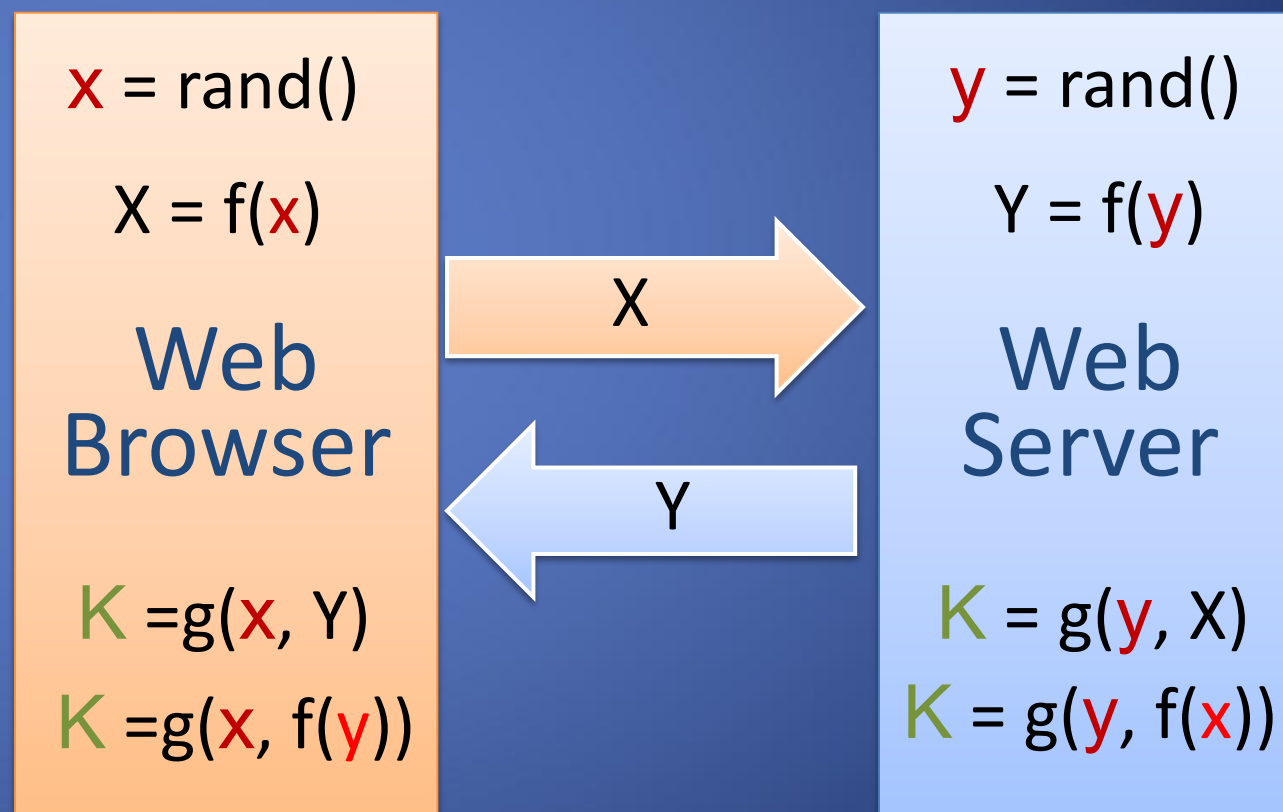 x = rand()
X = f(x)
Web
Browser
K =g(x, Y)
K =g(x, f(y))
X
Y
y = rand()
Y = f(y)
Web
Server
K = g(y, X)
K = g(y, f(x))